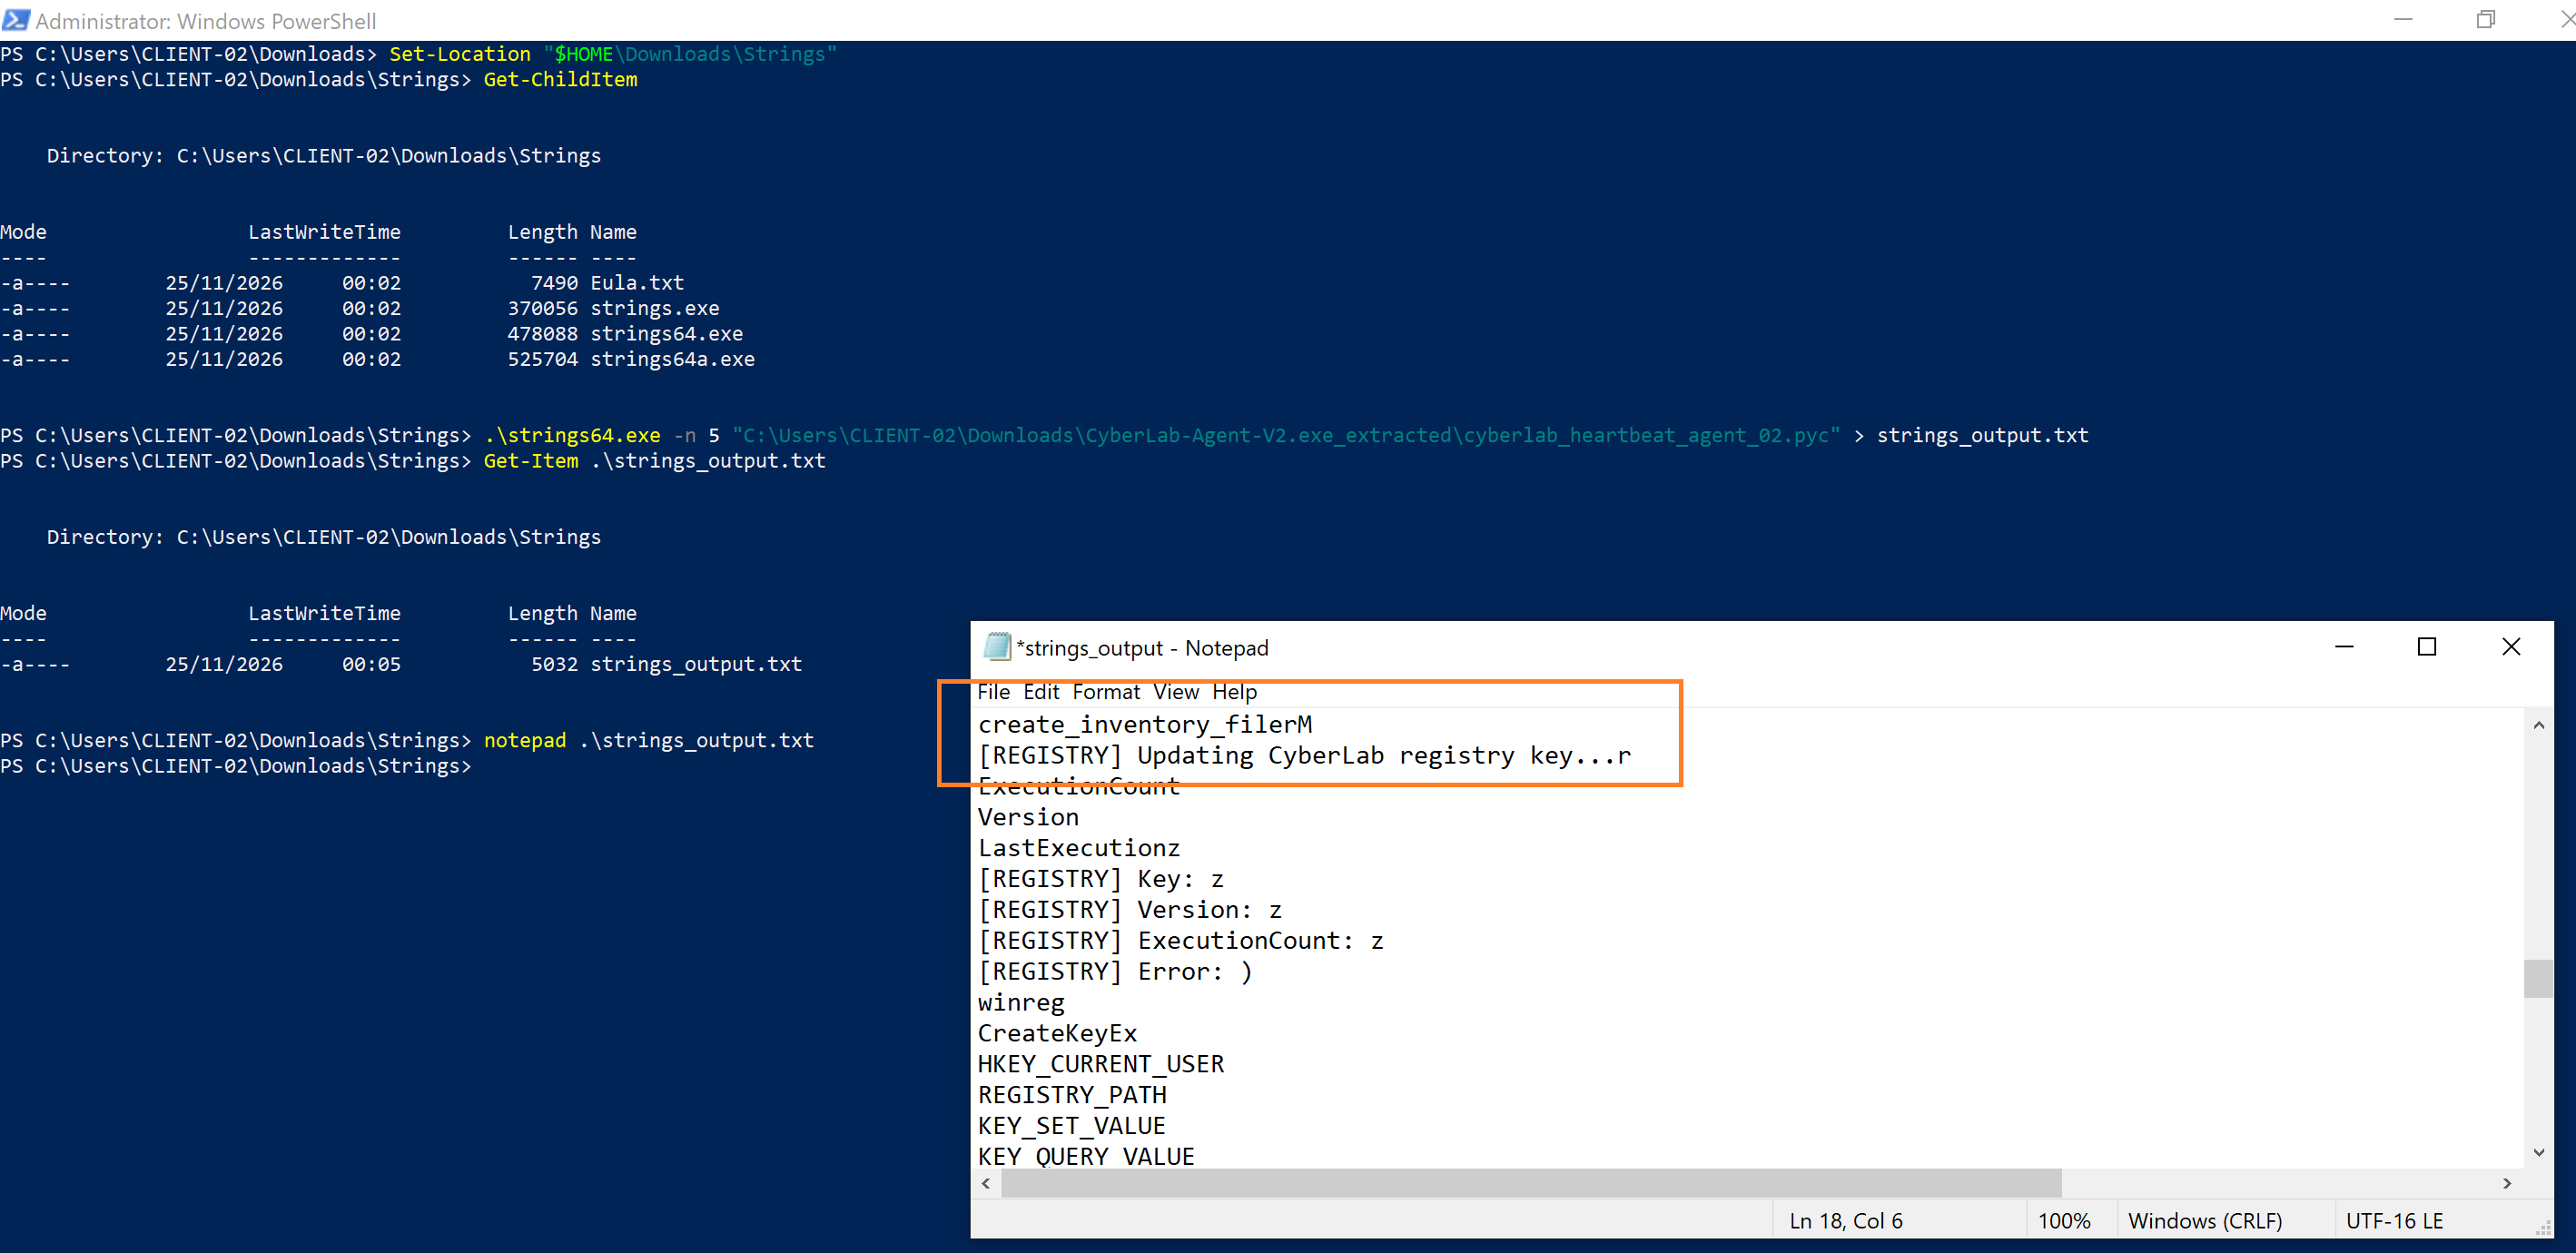 Administrator: Windows PowerShell
PS C:\Users\CLIENT-02\Downloads> Set-Location "$HOME\Downloads\Strings"
PS C:\Users\CLIENT-02\Downloads\Strings> Get-ChildItem
Directory: C:\Users\CLIENT-02\Downloads\Strings
Mode LastWriteTime Length Name
---- ------------- ------ ----
-a---- 25/11/2026 00:02 7490 Eula.txt
-a---- 25/11/2026 00:02 370056 strings.exe
-a---- 25/11/2026 00:02 478088 strings64.exe
-a---- 25/11/2026 00:02 525704 strings64a.exe
PS C:\Users\CLIENT-02\Downloads\Strings> .\strings64.exe -n 5 "C:\Users\CLIENT-02\Downloads\CyberLab-Agent-V2.exe_extracted\cyberlab_heartbeat_agent_02.pyc" > strings_output.txt
PS C:\Users\CLIENT-02\Downloads\Strings> Get-Item .\strings_output.txt
Directory: C:\Users\CLIENT-02\Downloads\Strings
Mode LastWriteTime Length Name
---- ------------- ------ ----
-a---- 25/11/2026 00:05 5032 strings_output.txt
PS C:\Users\CLIENT-02\Downloads\Strings> notepad .\strings_output.txt
PS C:\Users\CLIENT-02\Downloads\Strings>
*strings_output - Notepad
File Edit Format View Help
create_inventory_filerM
[REGISTRY] Updating CyberLab registry key...r
ExecutionCount
Version
LastExecutionz
[REGISTRY] Key: z
[REGISTRY] Version: z
[REGISTRY] ExecutionCount: z
[REGISTRY] Error: )
winreg
CreateKeyEx
HKEY_CURRENT_USER
REGISTRY_PATH
KEY_SET_VALUE
KEY_QUERY_VALUE
Ln 18, Col 6 100% Windows (CRLF) UTF-16 LE